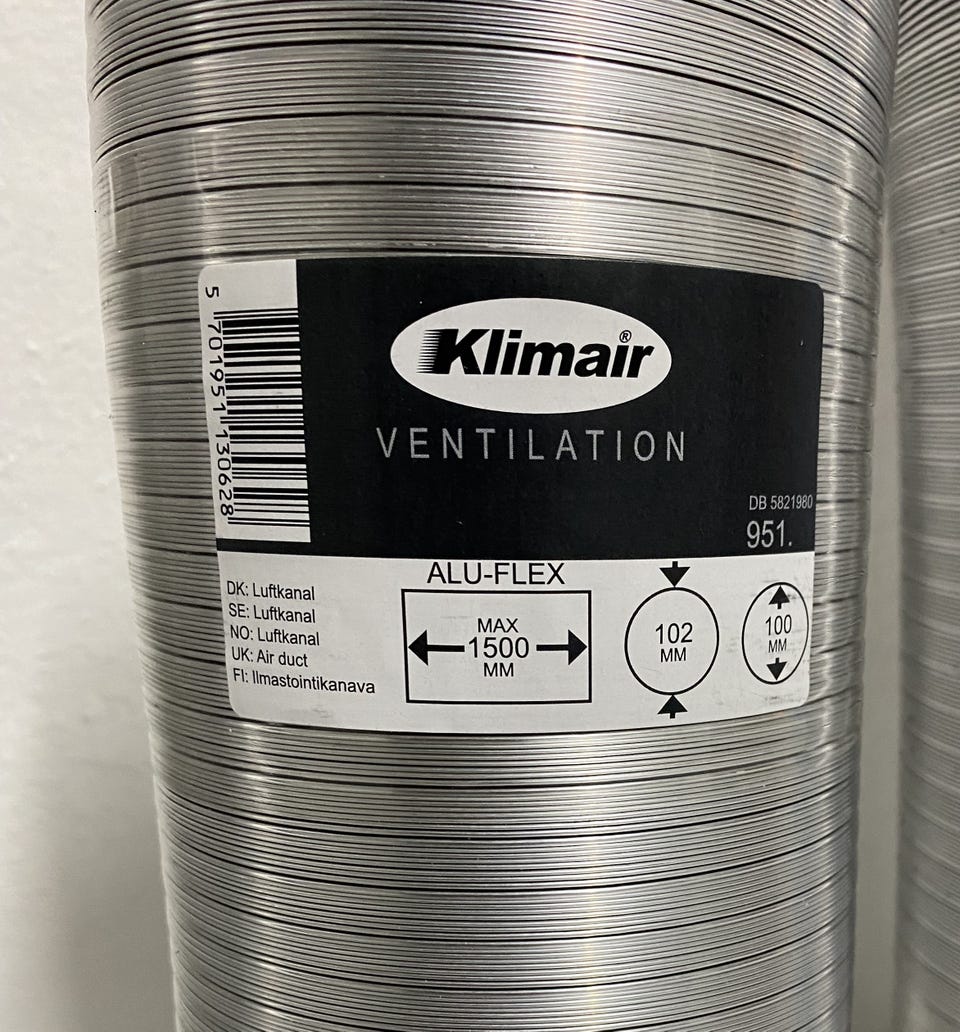 5 701951 130628
Klimair®
VENTILATION
DB 5821980
951.
DK: Luftkanal
SE: Luftkanal
NO: Luftkanal
UK: Air duct
FI: Ilmastointikanava
ALU-FLEX
MAX
1500
MM
102
MM
100
MM